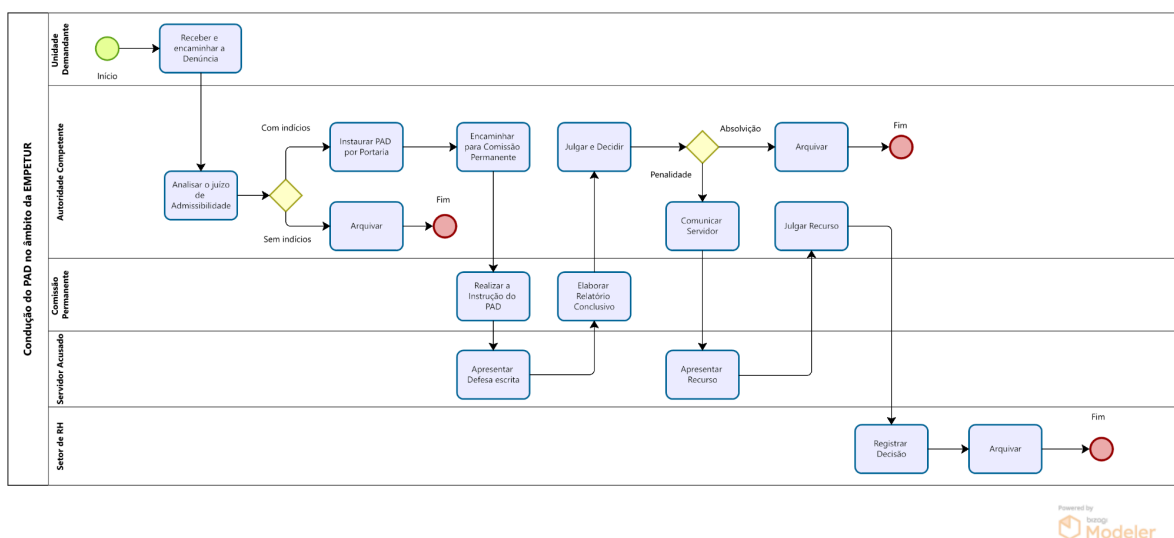 Condução do PAD no âmbito da EMPETUR
Unidade
Demandante
Início
Receber e
encaminhar a
Denúncia
Autoridade Competente
Analisar o juízo
de
Admissibilidade
Com indícios
Sem indícios
Instaurar PAD
por Portaria
Encaminhar
para Comissão
Permanente
Arquivar
Fim
Julgar e Decidir
Absolvição
Penalidade
Arquivar
Fim
Comunicar
Servidor
Julgar Recurso
Comissão
Permanente
Realizar a
Instrução do
PAD
Elaborar
Relatório
Conclusivo
Servidor Acusado
Apresentar
Defesa escrita
Apresentar
Recurso
Setor de RH
Registrar
Decisão
Arquivar
Fim
Powered by
bizagi
Modeler